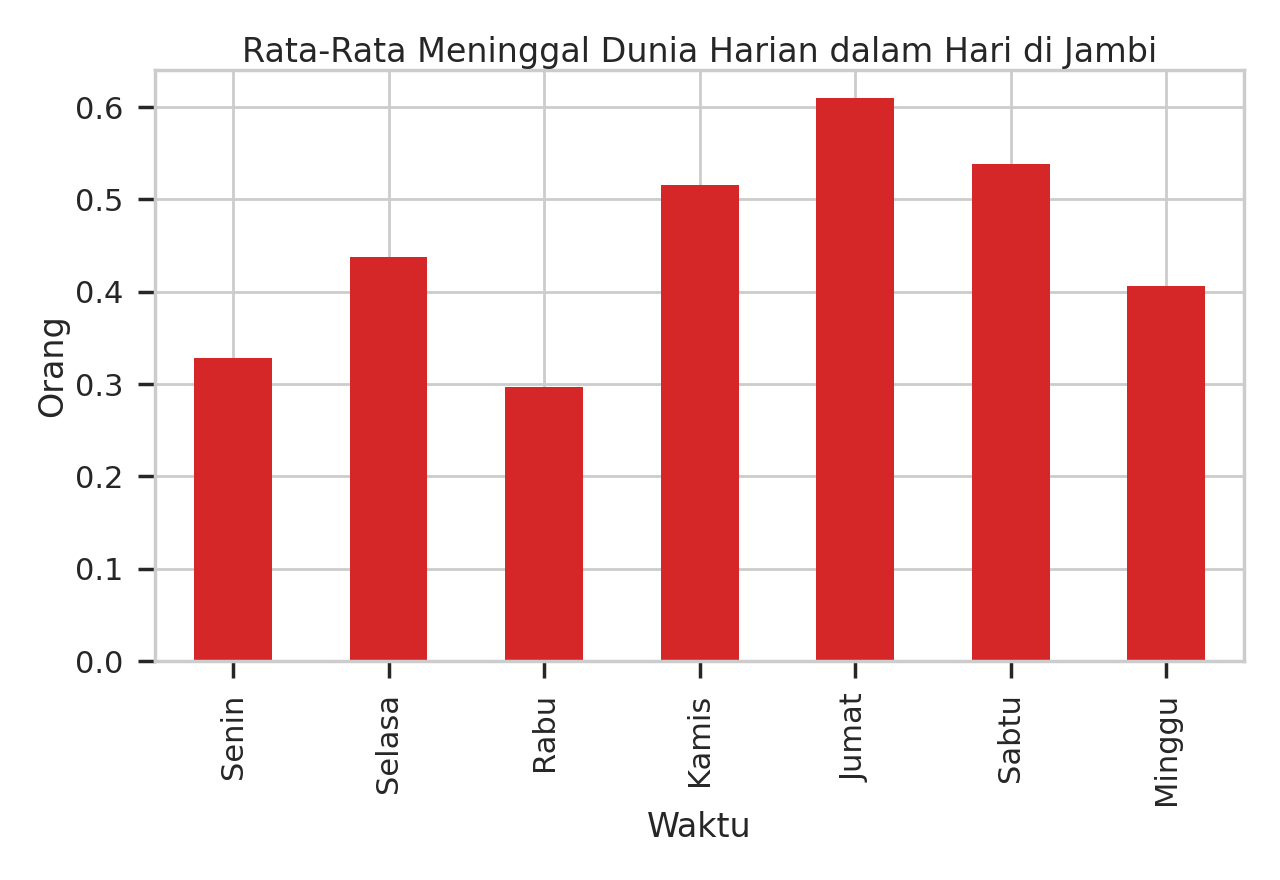 Rata-Rata Meninggal Dunia Harian dalam Hari di Jambi
0.6
0.5
0.4
0.3
0.2
0.1
0.0
Orang
Senin
Selasa
Rabu
Kamis
Jumat
Sabtu
Minggu
Waktu